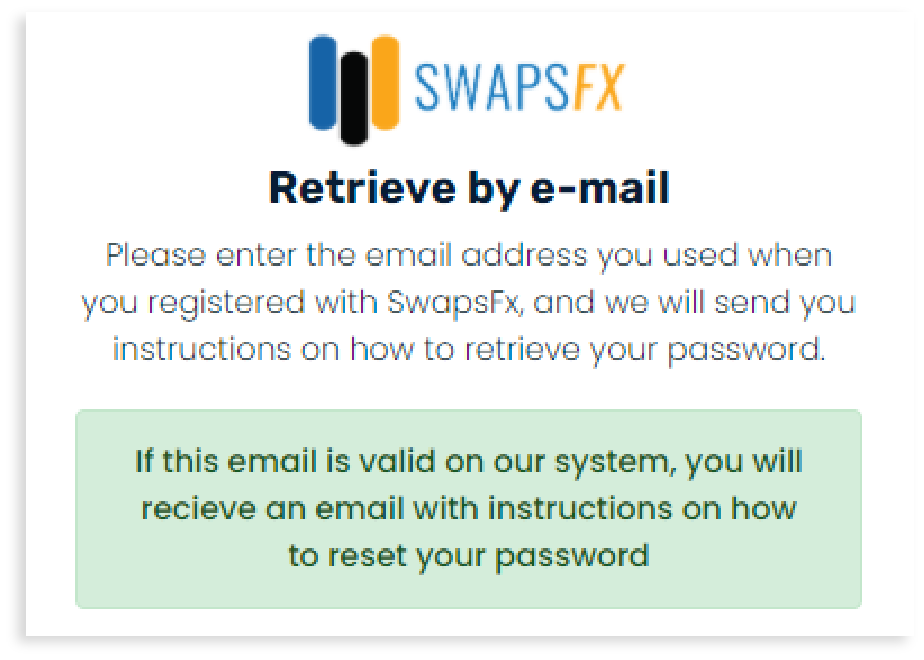 SWAPSFX
Retrieve by e-mail
Please enter the email address you used when
you registered with SwapsFx, and we will send you
instructions on how to retrieve your password.
If this email is valid on our system, you will
recieve an email with instructions on how
to reset your password